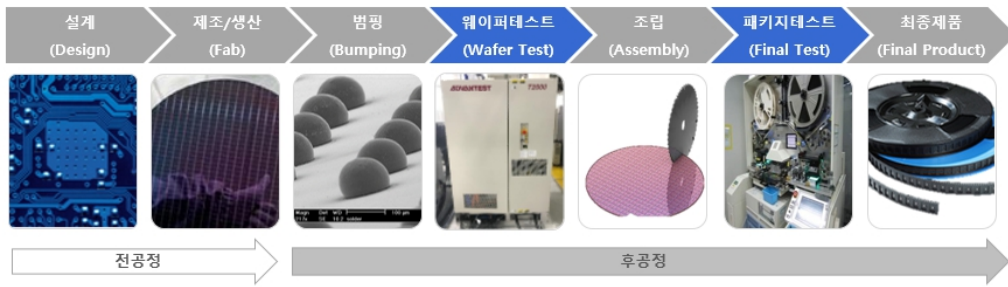 설계
(Design)
제조/생산
(Fab)
범핑
(Bumping)
웨이퍼테스트
(Wafer Test)
조립
(Assembly)
패키지테스트
(Final Test)
최종제품
(Final Product)
ADVANTEST T2000
전공정
후공정